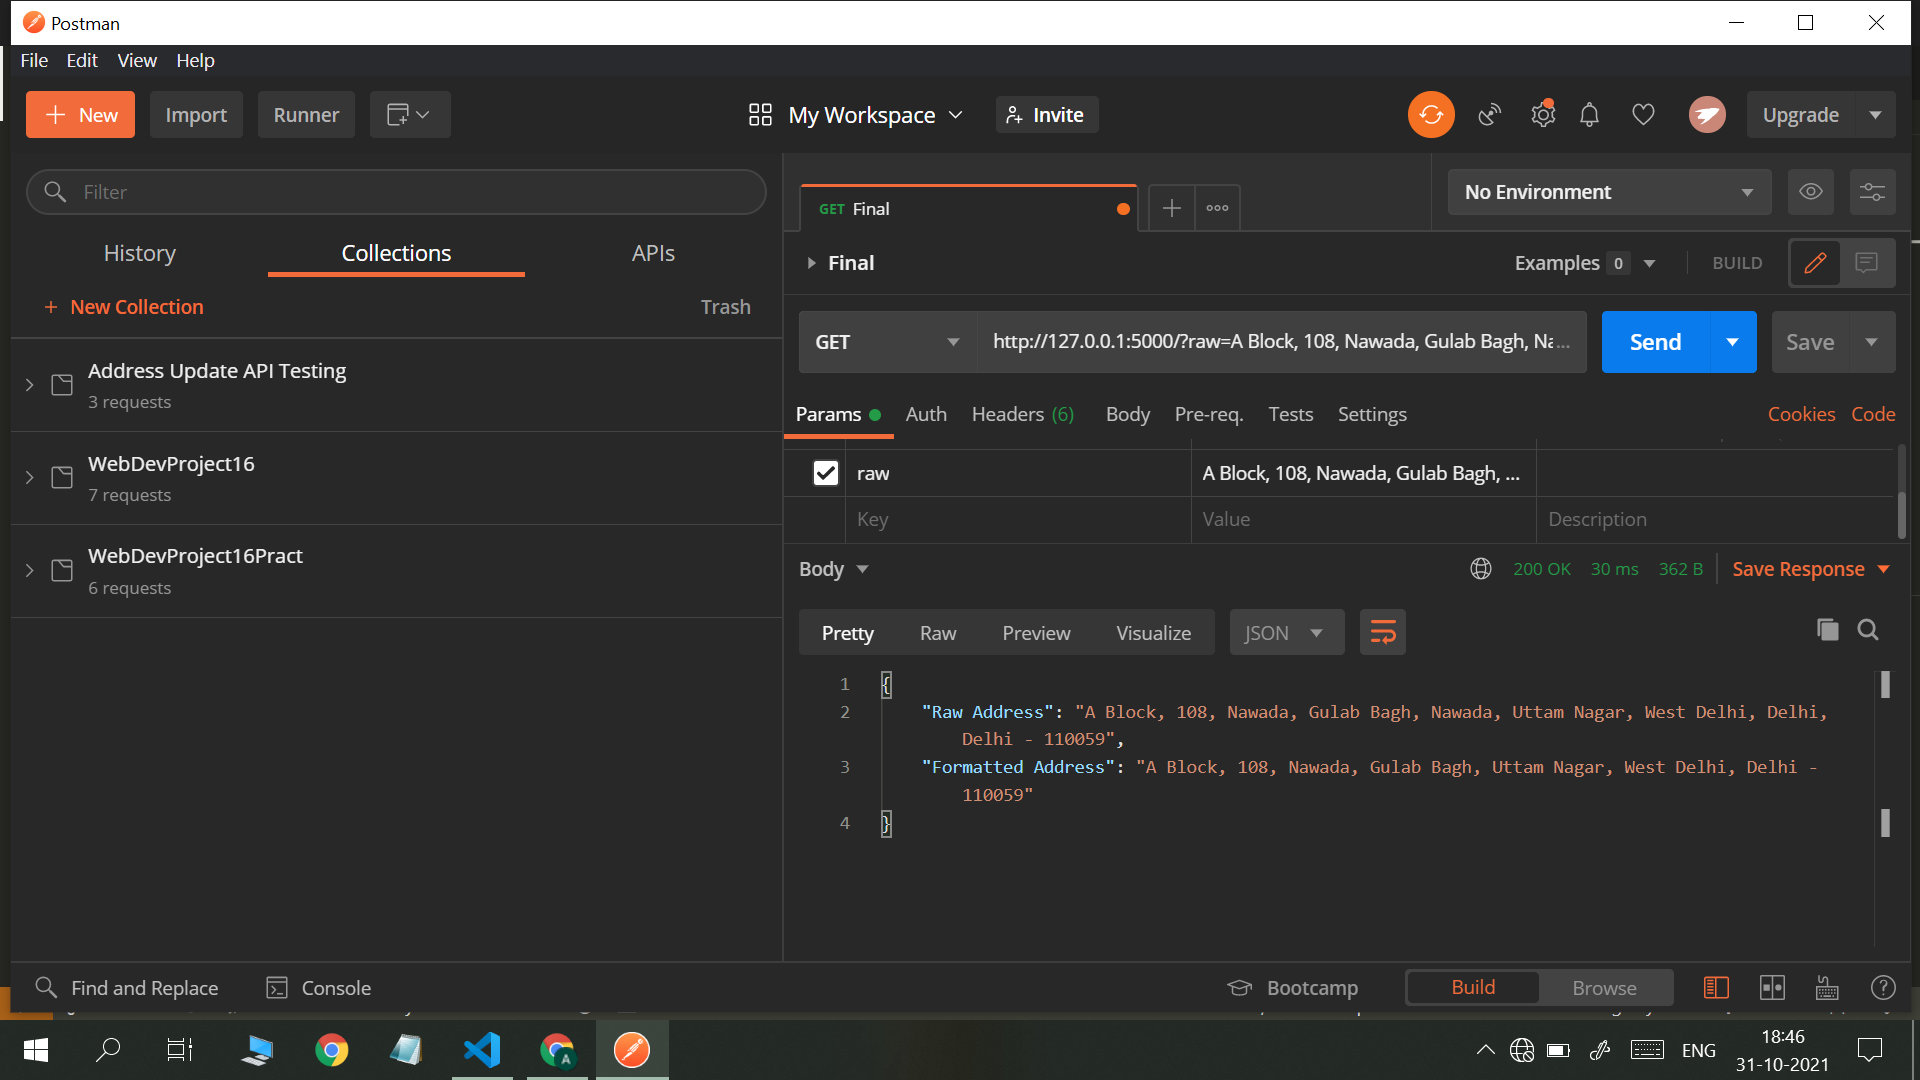 Postman
File Edit View Help
New Import Runner My Workspace Invite Upgrade
Filter
History Collections APIs
+ New Collection Trash
Address Update API Testing
3 requests
WebDevProject16
7 requests
WebDevProject16Pract
6 requests
GET Final No Environment
Final Examples 0 BUILD
GET http://127.0.0.1:5000/?raw=A Block, 108, Nawada, Gulab Bagh, Na... Send Save
Params Auth Headers (6) Body Pre-req. Tests Settings Cookies Code
raw A Block, 108, Nawada, Gulab Bagh, ...
Key Value Description
Body 200 OK 30 ms 362 B Save Response
Pretty Raw Preview Visualize JSON
1 {
2 "Raw Address": "A Block, 108, Nawada, Gulab Bagh, Nawada, Uttam Nagar, West Delhi, Delhi,
Delhi - 110059",
3 "Formatted Address": "A Block, 108, Nawada, Gulab Bagh, Uttam Nagar, West Delhi, Delhi -
110059"
4 }
Find and Replace Console Bootcamp Build Browse
A ENG 18:46
31-10-2021